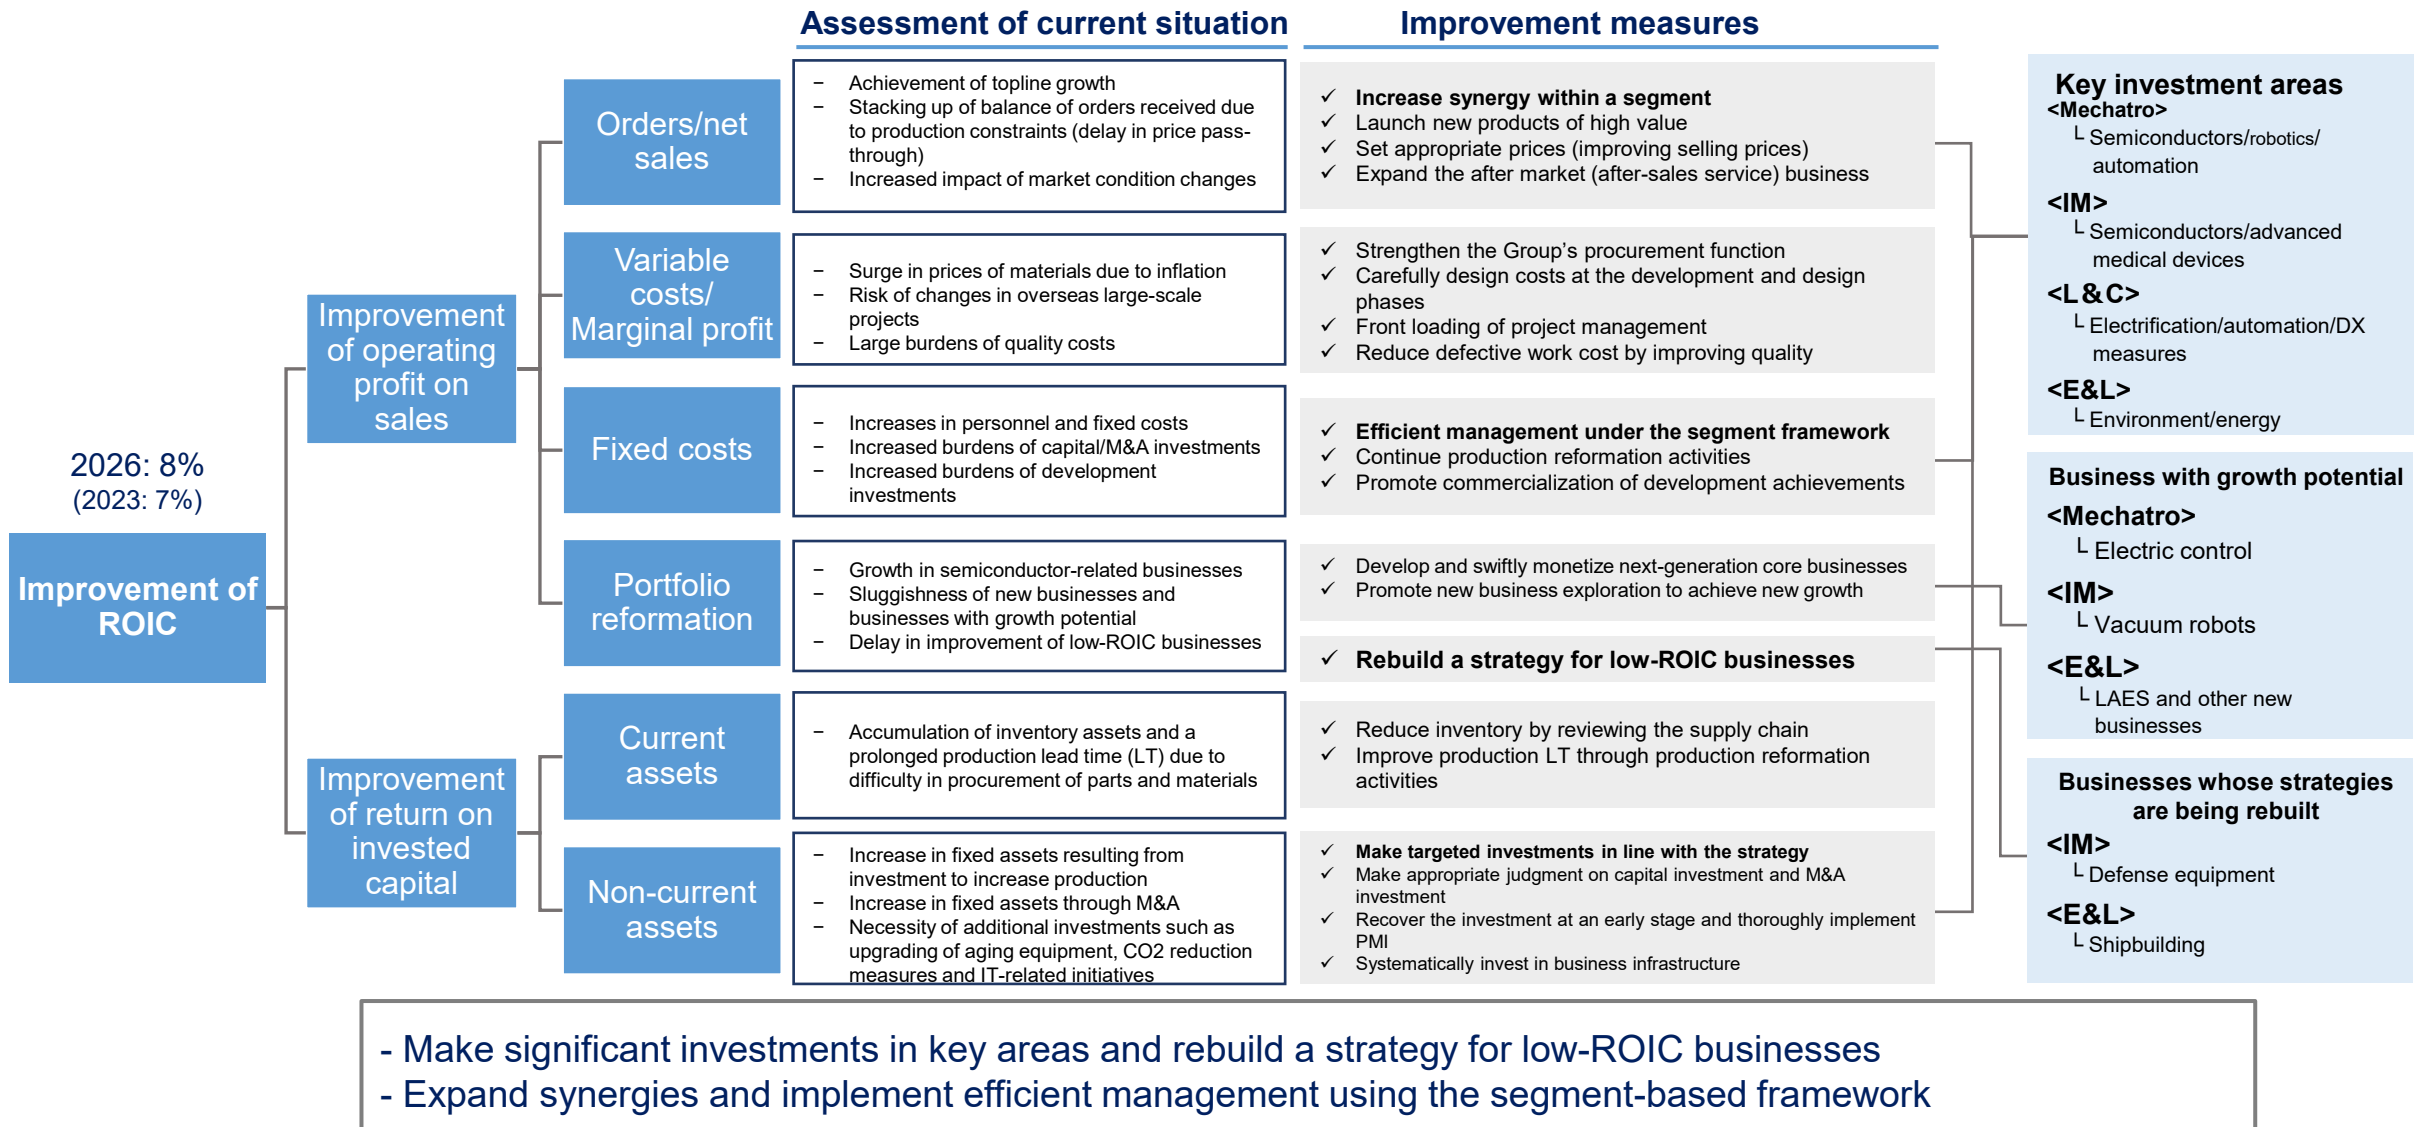 Assessment of current situation
Improvement measures
2026: 8%
(2023: 7%)
Improvement of
ROIC
Improvement
of operating
profit on
sales
Improvement
of return on
invested
capital
Orders/net
sales
− Achievement of topline growth
− Stacking up of balance of orders received due
to production constraints (delay in price pass-
through)
− Increased impact of market condition changes
✓ Increase synergy within a segment
✓ Launch new products of high value
✓ Set appropriate prices (improving selling prices)
✓ Expand the after market (after-sales service) business
Variable
costs/
Marginal profit
− Surge in prices of materials due to inflation
− Risk of changes in overseas large-scale
projects
− Large burdens of quality costs
✓ Strengthen the Group’s procurement function
✓ Carefully design costs at the development and design
phases
✓ Front loading of project management
✓ Reduce defective work cost by improving quality
Fixed costs
− Increases in personnel and fixed costs
− Increased burdens of capital/M&A investments
− Increased burdens of development
investments
✓ Efficient management under the segment framework
✓ Continue production reformation activities
✓ Promote commercialization of development achievements
Portfolio
reformation
− Growth in semiconductor-related businesses
− Sluggishness of new businesses and
businesses with growth potential
− Delay in improvement of low-ROIC businesses
✓ Develop and swiftly monetize next-generation core businesses
✓ Promote new business exploration to achieve new growth
✓ Rebuild a strategy for low-ROIC businesses
Current
assets
− Accumulation of inventory assets and a
prolonged production lead time (LT) due to
difficulty in procurement of parts and materials
✓ Reduce inventory by reviewing the supply chain
✓ Improve production LT through production reformation
activities
Non-current
assets
− Increase in fixed assets resulting from
investment to increase production
− Increase in fixed assets through M&A
− Necessity of additional investments such as
upgrading of aging equipment, CO2 reduction
measures and IT-related initiatives
✓ Make targeted investments in line with the strategy
✓ Make appropriate judgment on capital investment and M&A
investment
✓ Recover the investment at an early stage and thoroughly implement
PMI
✓ Systematically invest in business infrastructure
Key investment areas
<Mechatro>
└ Semiconductors/robotics/
automation
<IM>
└ Semiconductors/advanced
medical devices
<L&C>
└ Electrification/automation/DX
measures
<E&L>
└ Environment/energy
Business with growth potential
<Mechatro>
└ Electric control
<IM>
└ Vacuum robots
<E&L>
└ LAES and other new
businesses
Businesses whose strategies
are being rebuilt
<IM>
└ Defense equipment
<E&L>
└ Shipbuilding
- Make significant investments in key areas and rebuild a strategy for low-ROIC businesses
- Expand synergies and implement efficient management using the segment-based framework